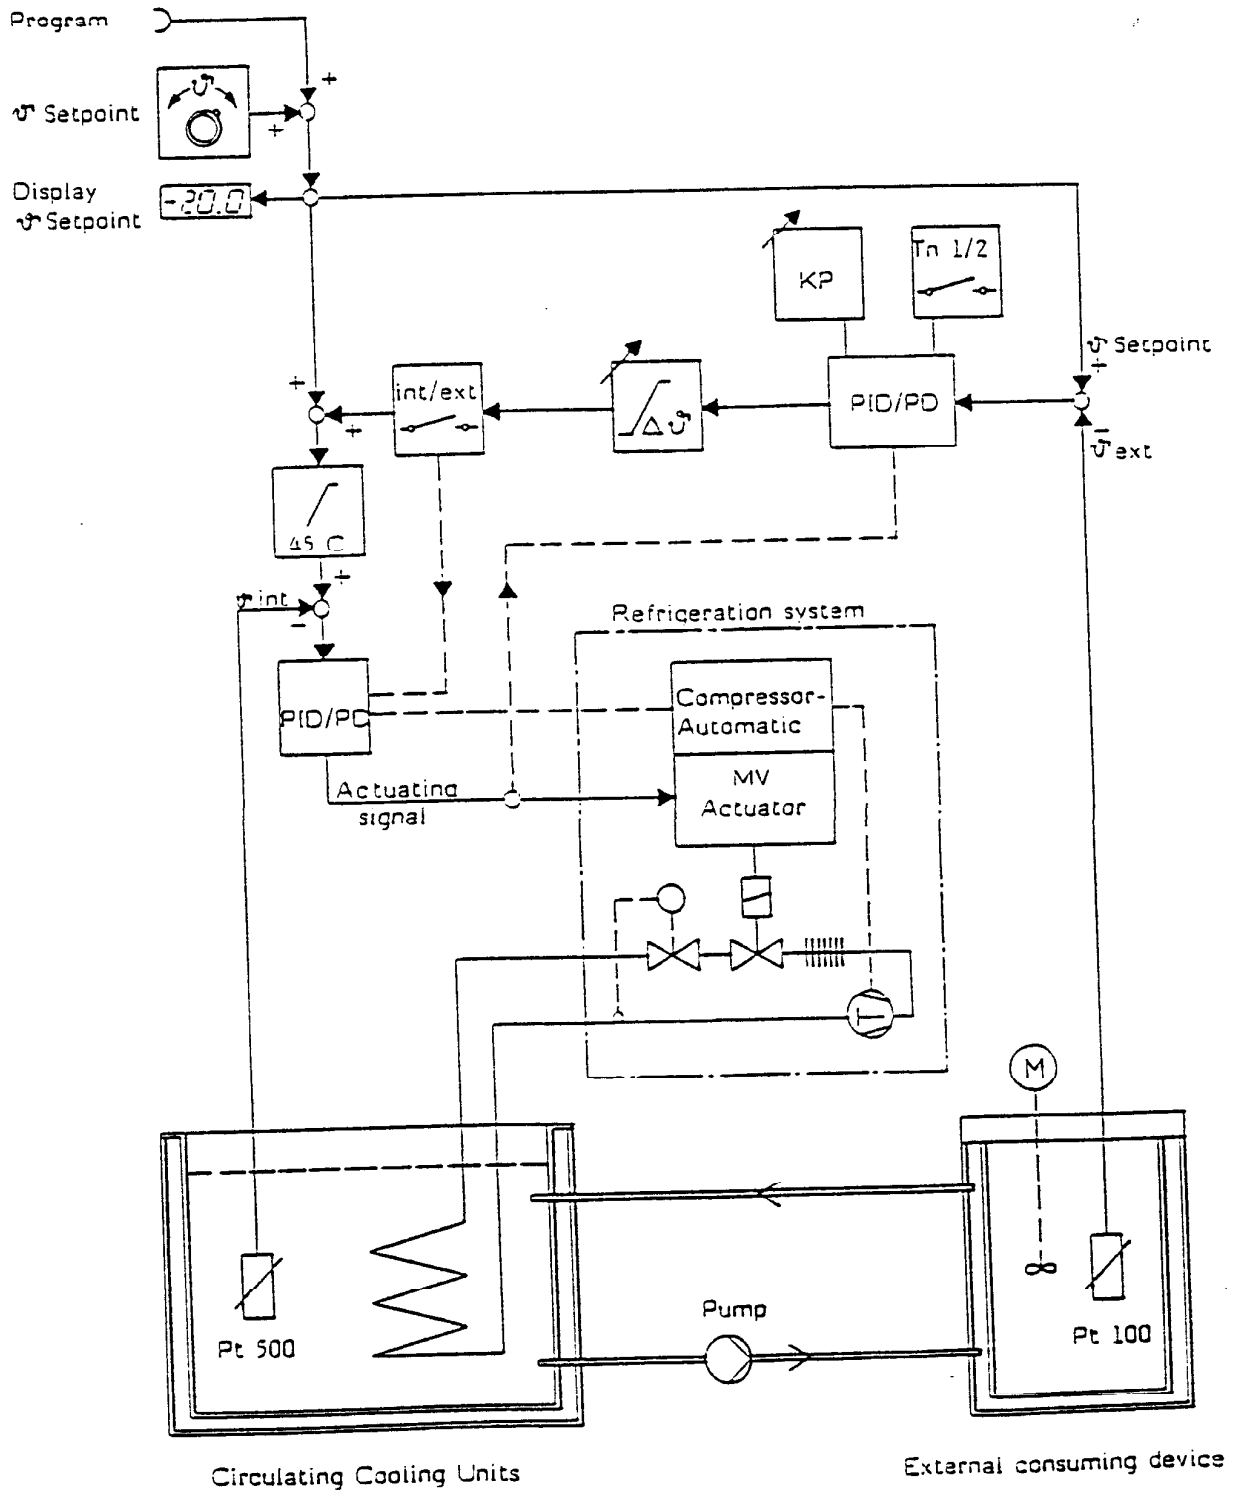 Program
+
ϑ
ϑ Setpoint
+
Display
ϑ Setpoint
-20.0
KP
Tn 1/2
ϑ Setpoint
+
+
int/ext
+
Δϑ
PID/PD
-
ϑ ext
45 C
+
ϑ int
-
Refrigeration system
PID/PD
Compressor-
Automatic
MV
Actuator
Actuating
signal
M
Pt 500
Pump
Pt 100
Circulating Cooling Units
External consuming device